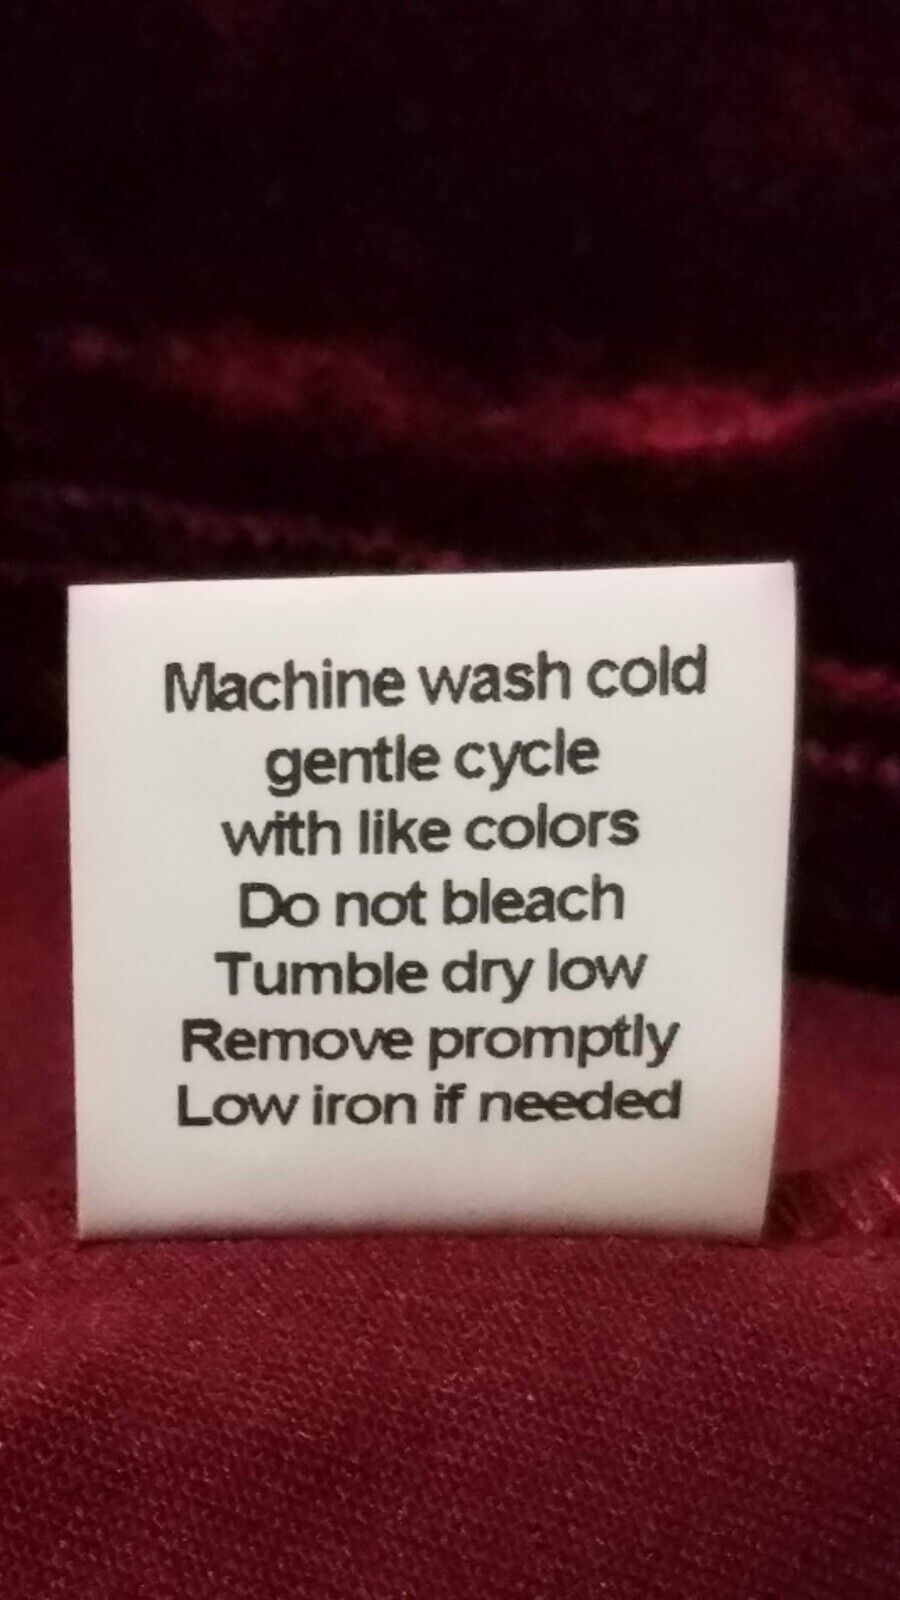 Machine wash cold
gentle cycle
with like colors
Do not bleach
Tumble dry low
Remove promptly
Low iron if needed